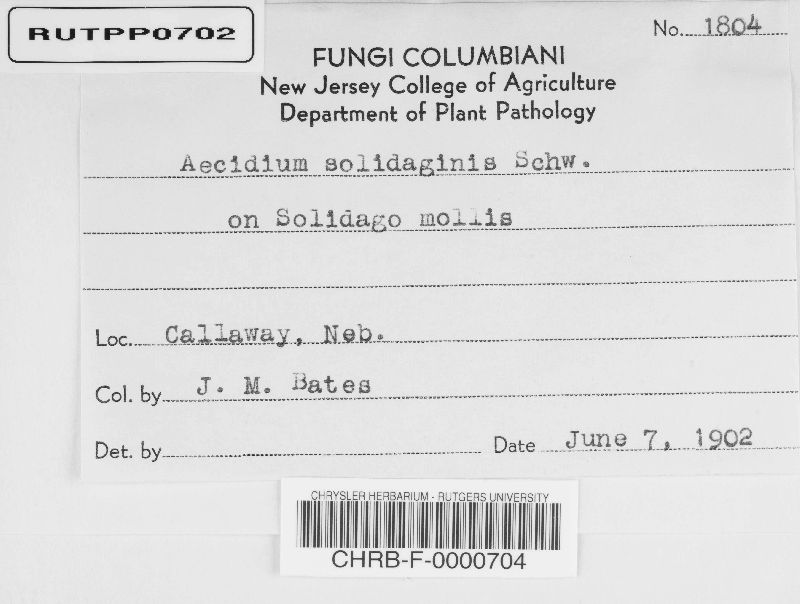 RUTPP0702
No. 1804
FUNGI COLUMBIANI
New Jersey College of Agriculture
Department of Plant Pathology
Aecidium solidaginis Schw.
on Solidago mollis
Loc. Callaway, Neb.
Col. by J. M. Bates
Det. by
Date June 7, 1902
CHRYSLER HERBARIUM - RUTGERS UNIVERSITY
CHRB-F-0000704